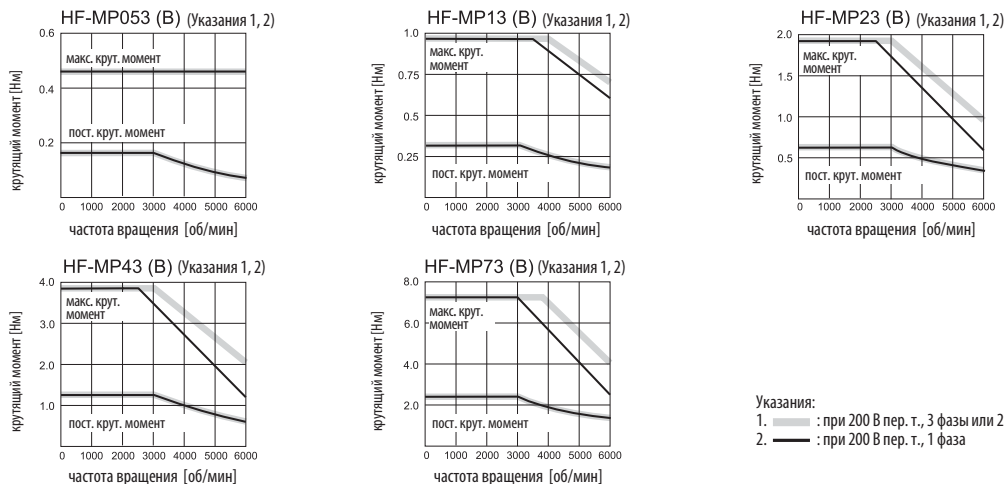 HF-MP053 (B) (Указания 1, 2)
0.6
0.4
0.2
макс. крут. момент
пост. крут. момент
крутящий момент [Нм]
0 1000 2000 3000 4000 5000 6000
частота вращения [об/мин]
HF-MP13 (B) (Указания 1, 2)
1.0
0.75
0.5
0.25
макс. крут.
момент
пост. крут. момент
крутящий момент [Нм]
0 1000 2000 3000 4000 5000 6000
частота вращения [об/мин]
HF-MP23 (B) (Указания 1, 2)
2.0
1.5
1.0
0.5
макс. крут.
момент
пост. крут. момент
крутящий момент [Нм]
0 1000 2000 3000 4000 5000 6000
частота вращения [об/мин]
HF-MP43 (B) (Указания 1, 2)
4.0
3.0
2.0
1.0
макс. крут.
момент
пост. крут. момент
крутящий момент [Нм]
0 1000 2000 3000 4000 5000 6000
частота вращения [об/мин]
HF-MP73 (B) (Указания 1, 2)
8.0
6.0
4.0
2.0
макс. крут.
момент
пост. крут. момент
крутящий момент [Нм]
0 1000 2000 3000 4000 5000 6000
частота вращения [об/мин]
Указания:
1. : при 200 В пер. т., 3 фазы или 2
2. : при 200 В пер. т., 1 фаза